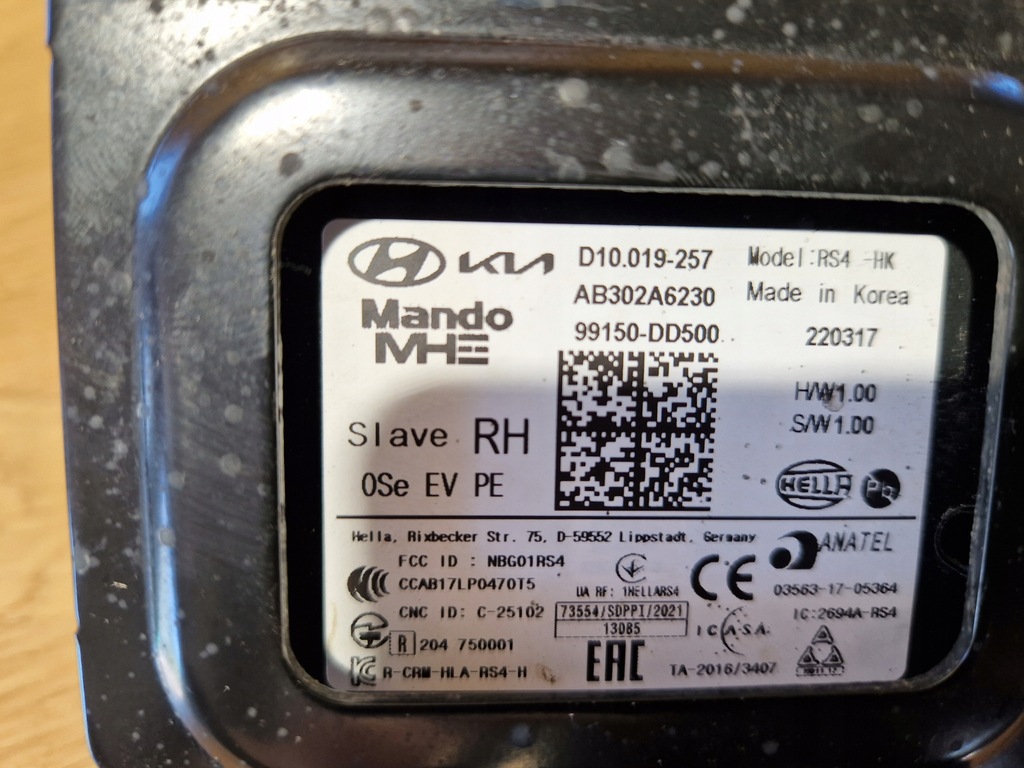 KIA D10.019-257 Model:RS4 -HK
Mando AB302A6230 Made in Korea
MHE 99150-DD500 220317
H/W1.00
Slave RH S/W1.00
OSe EV PE HELLA Pb
Hella, Rixbecker Str. 75, D-59552 Lippstadt, Germany
ANATEL
FCC ID : NBG01RS4
CCAB17LP0470T5 UA RF: 1HELLARS4 CE 03563-17-05364
CNC ID: C-25102 73554/SDPPI/2021 IC:2694A-RS4
13085 ICASA
R 204 750001
R-CRM-HLA-RS4-H EAC TA-2016/3407